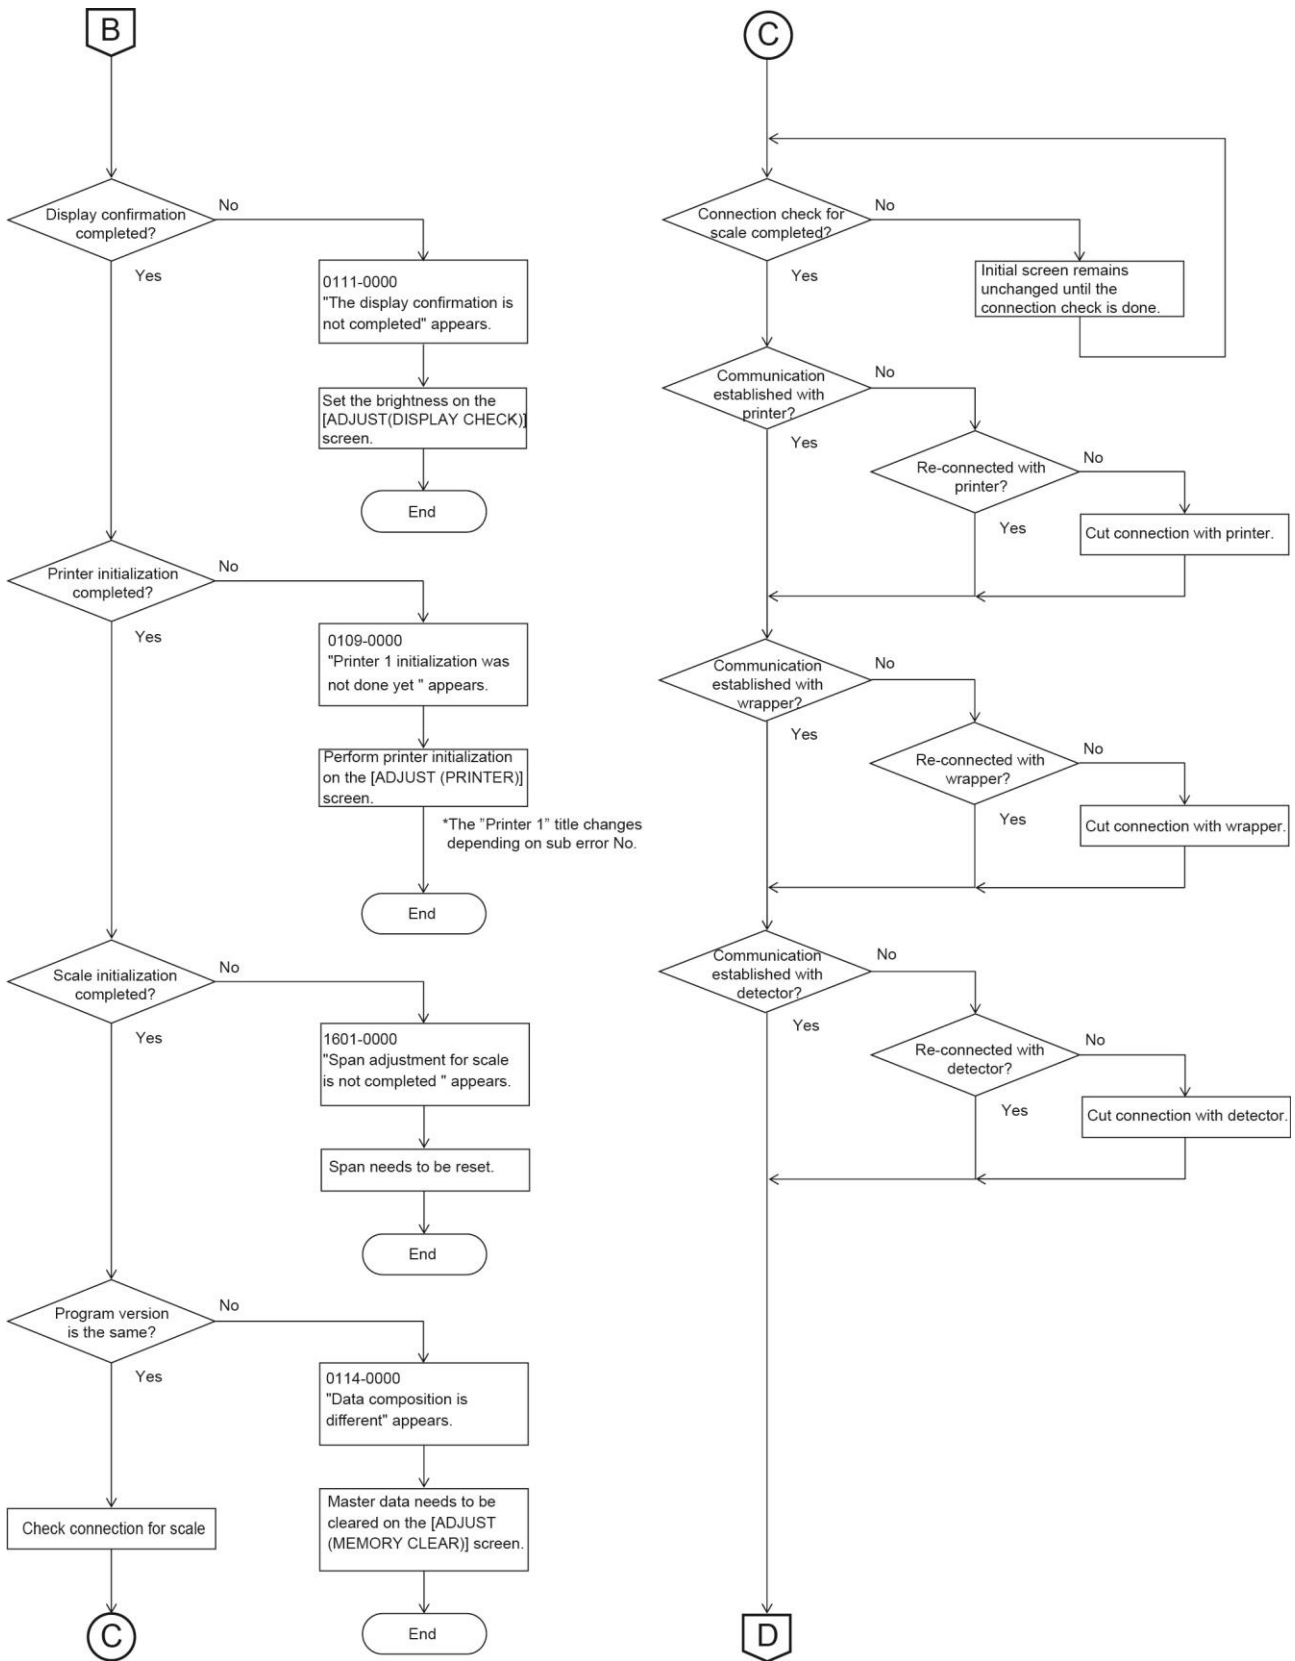 B
Display confirmation
completed?
No
Yes
0111-0000
"The display confirmation is
not completed" appears.
Set the brightness on the
[ADJUST(DISPLAY CHECK)]
screen.
End
Printer initialization
completed?
No
Yes
0109-0000
"Printer 1 initialization was
not done yet " appears.
Perform printer initialization
on the [ADJUST (PRINTER)]
screen.
*The "Printer 1" title changes
depending on sub error No.
End
Scale initialization
completed?
No
Yes
1601-0000
"Span adjustment for scale
is not completed " appears.
Span needs to be reset.
End
Program version
is the same?
No
Yes
0114-0000
"Data composition is
different" appears.
Master data needs to be
cleared on the [ADJUST
(MEMORY CLEAR)] screen.
End
Check connection for scale
C
C
Connection check for
scale completed?
No
Yes
Initial screen remains
unchanged until the
connection check is done.
Communication
established with
printer?
No
Yes
Re-connected with
printer?
No
Yes
Cut connection with printer.
Communication
established with
wrapper?
No
Yes
Re-connected with
wrapper?
No
Yes
Cut connection with wrapper.
Communication
established with
detector?
No
Yes
Re-connected with
detector?
No
Yes
Cut connection with detector.
D